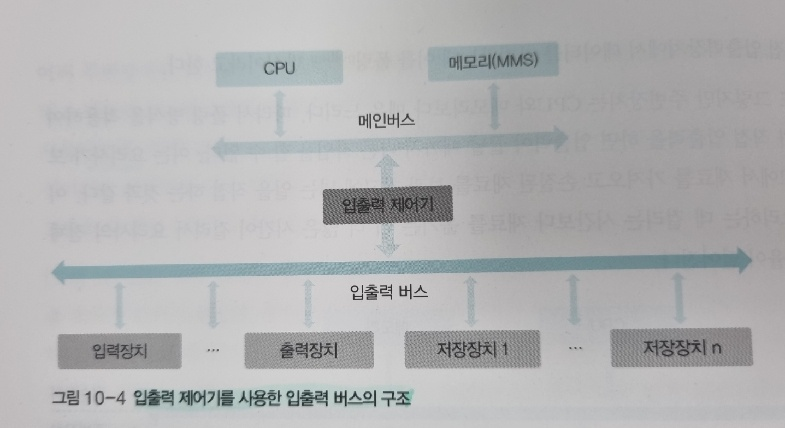 CPU
메모리(MMS)
메인버스
입출력 제어기
입출력 버스
입력장치
...
출력장치
저장장치 1
...
저장장치 n
그림 10-4 입출력 제어기를 사용한 입출력 버스의 구조